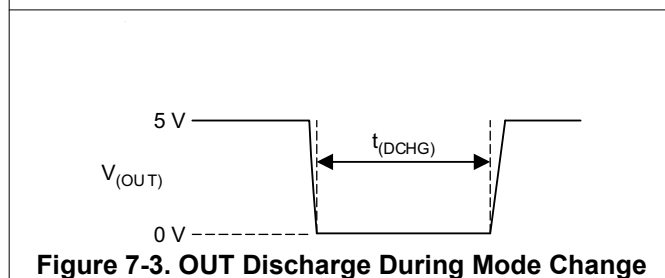 5 V
t(DCHG)
V(OUT)
0 V
Figure 7-3. OUT Discharge During Mode Change